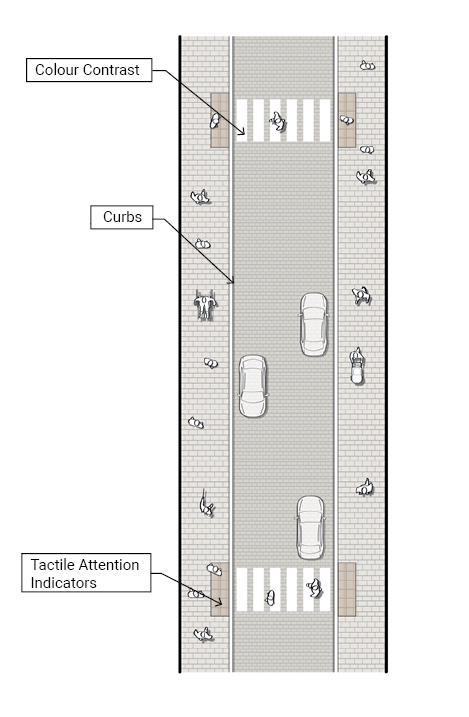 Colour Contrast
Curbs
Tactile Attention
Indicators